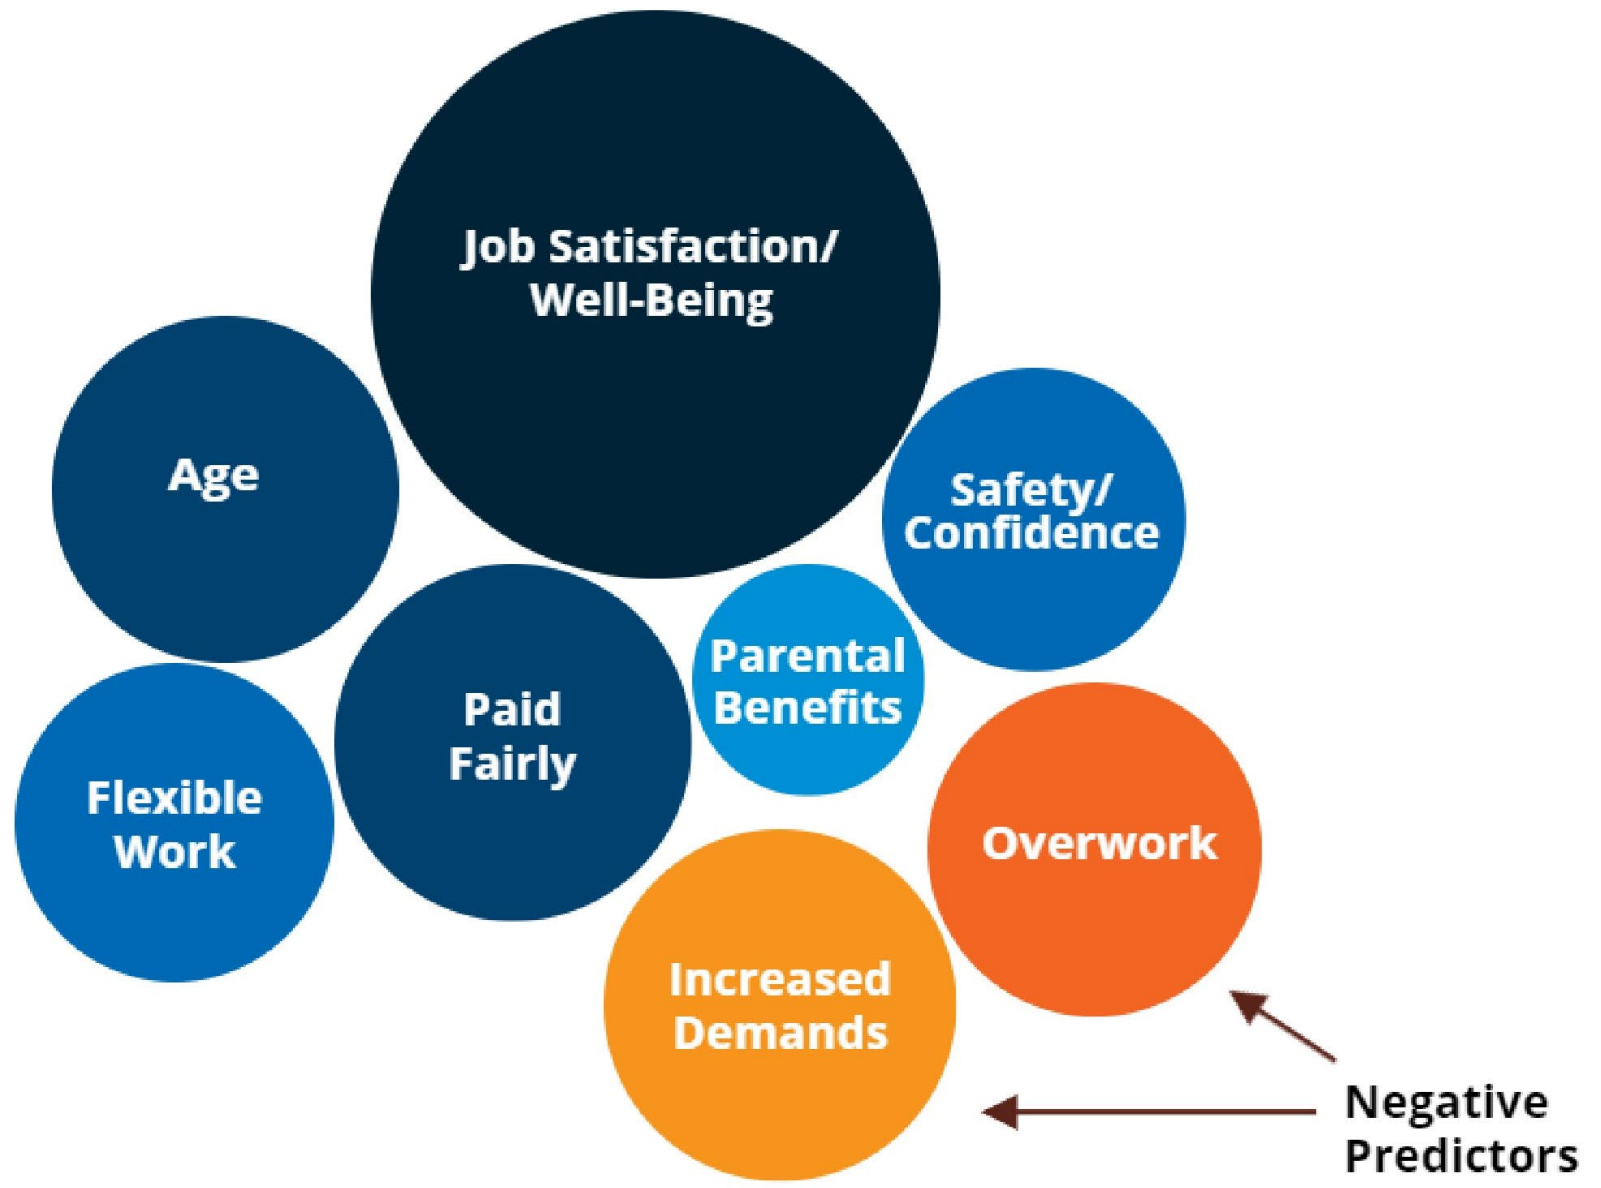 Job Satisfaction/
Well-Being
Age
Safety/
Confidence
Parental
Benefits
Paid
Fairly
Flexible
Work
Overwork
Increased
Demands
Negative
Predictors